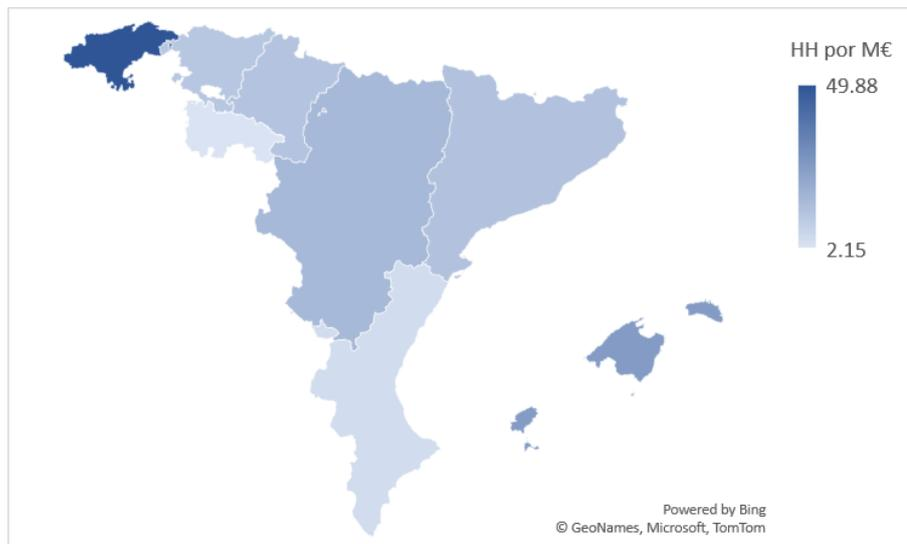 HH por M€
49.88
2.15
Powered by Bing
© GeoNames, Microsoft, TomTom